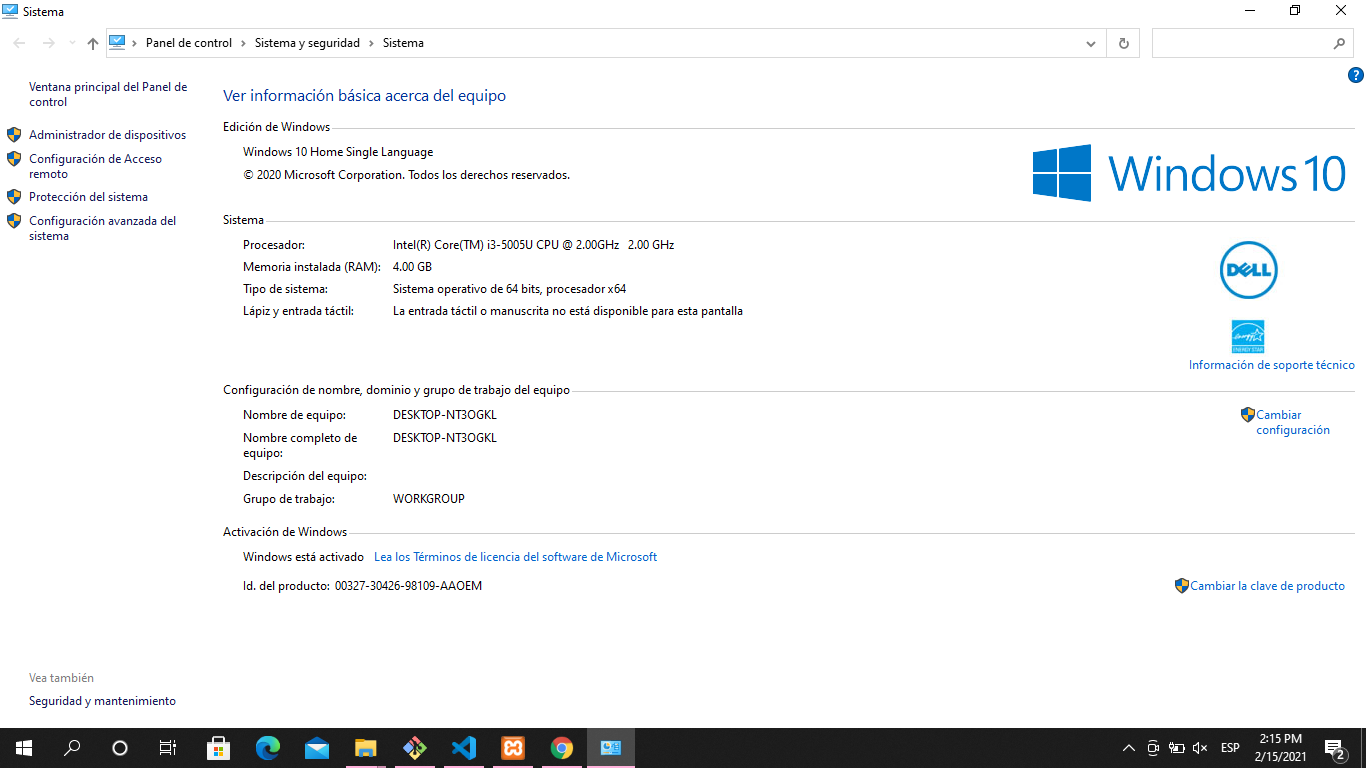 Sistema
Panel de control
Sistema y seguridad
Sistema
Ventana principal del Panel de
control
Administrador de dispositivos
Configuración de Acceso
remoto
Protección del sistema
Configuración avanzada del
sistema
Vea también
Seguridad y mantenimiento
?
Ver información básica acerca del equipo
Edición de Windows
Windows 10 Home Single Language
© 2020 Microsoft Corporation. Todos los derechos reservados.
Windows 10
Sistema
Procesador: Intel(R) Core(TM) i3-5005U CPU @ 2.00GHz 2.00 GHz
Memoria instalada (RAM): 4.00 GB
Tipo de sistema: Sistema operativo de 64 bits, procesador x64
Lápiz y entrada táctil: La entrada táctil o manuscrita no está disponible para esta pantalla
DELL
ENERGY STAR
Información de soporte técnico
Configuración de nombre, dominio y grupo de trabajo del equipo
Nombre de equipo: DESKTOP-NT3OGKL
Nombre completo de DESKTOP-NT3OGKL
equipo:
Descripción del equipo:
Grupo de trabajo: WORKGROUP
Cambiar
configuración
Activación de Windows
Windows está activado Lea los Términos de licencia del software de Microsoft
Id. del producto: 00327-30426-98109-AAOEM
Cambiar la clave de producto
ESP
2:15 PM
2/15/2021
2